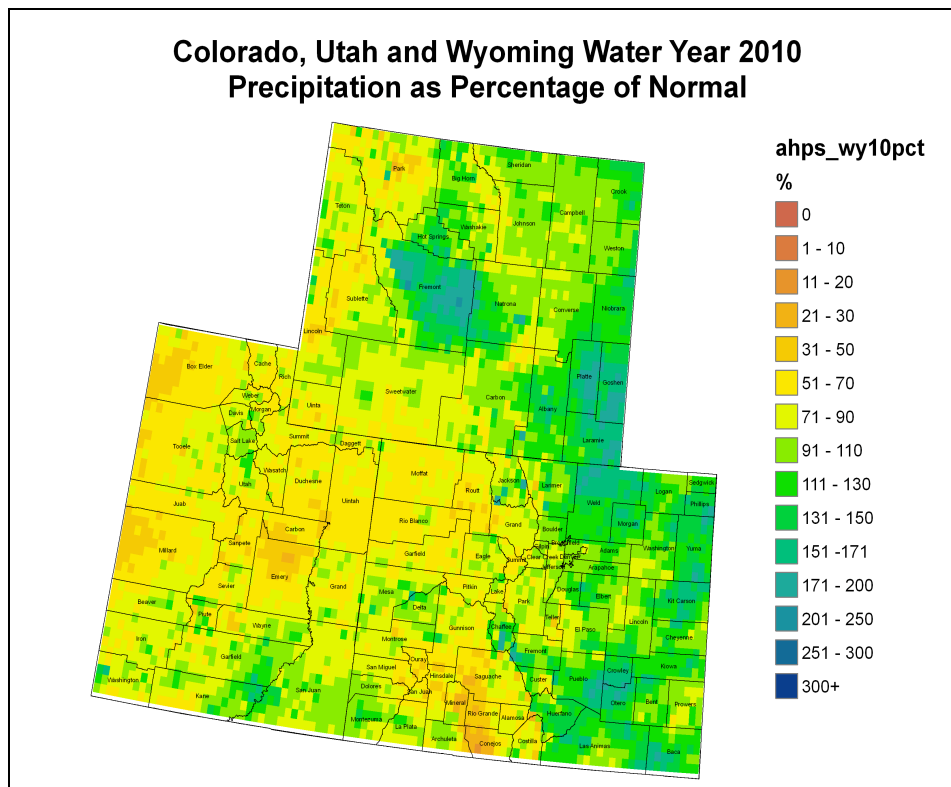 Colorado, Utah and Wyoming Water Year 2010
Precipitation as Percentage of Normal
ahps_wy10pct
%
0
1 - 10
11 - 20
21 - 30
31 - 50
51 - 70
71 - 90
91 - 110
111 - 130
131 - 150
151 -171
171 - 200
201 - 250
251 - 300
300+
Sheridan
Park
Big Horn
Crook
Campbell
Teton
Johnson
Washakie
Hot Springs
Weston
Fremont
Sublette
Natrona
Converse
Niobrara
Lincoln
Platte
Goshen
Sweetwater
Carbon
Albany
Uinta
Laramie
Box Elder
Cache
Rich
Weber
Morgan
Davis
Salt Lake
Summit
Tooele
Daggett
Wasatch
Duchesne
Utah
Uintah
Juab
Carbon
Sanpete
Millard
Emery
Grand
Sevier
Beaver
Piute
Wayne
Iron
Garfield
Washington
Kane
San Juan
Moffat
Routt
Jackson
Larimer
Weld
Logan
Sedgwick
Phillips
Morgan
Rio Blanco
Grand
Boulder
Washington
Yuma
Garfield
Eagle
Summit
Clear Creek
Denver
Adams
Jefferson
Arapahoe
Mesa
Pitkin
Lake
Park
Douglas
Elbert
Kit Carson
Delta
Gunnison
Chaffee
Teller
El Paso
Lincoln
Cheyenne
Montrose
Fremont
Ouray
San Miguel
Hinsdale
Saguache
Custer
Pueblo
Crowley
Kiowa
Dolores
San Juan
Mineral
Rio Grande
Alamosa
Huerfano
Otero
Bent
Prowers
Montezuma
La Plata
Archuleta
Conejos
Costilla
Las Animas
Baca